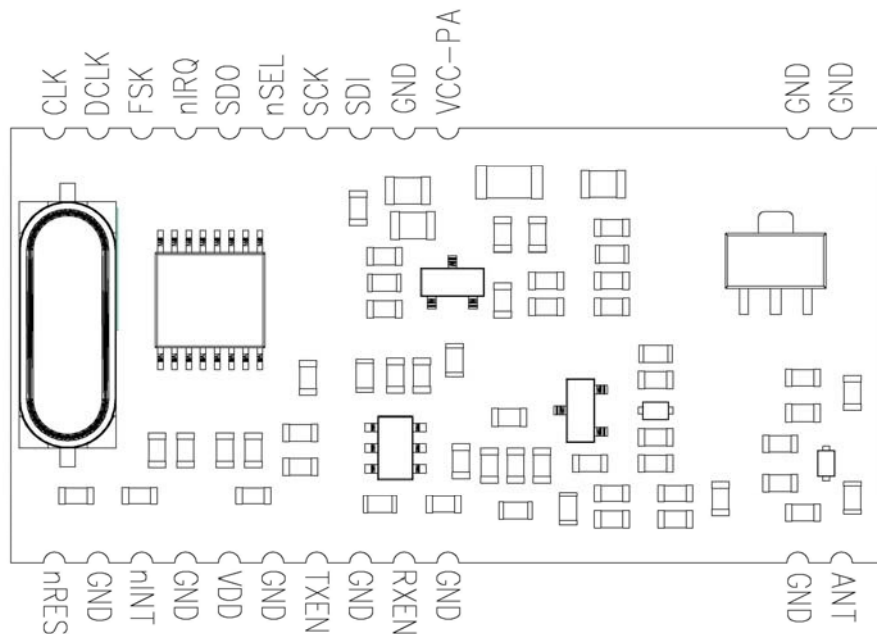 CLK DCLK FSK nIRQ SDO nSEL SCK SDI GND VCC-PA GND GND
nRES GND nINT GND VDD GND TXEN GND RXEN GND GND ANT